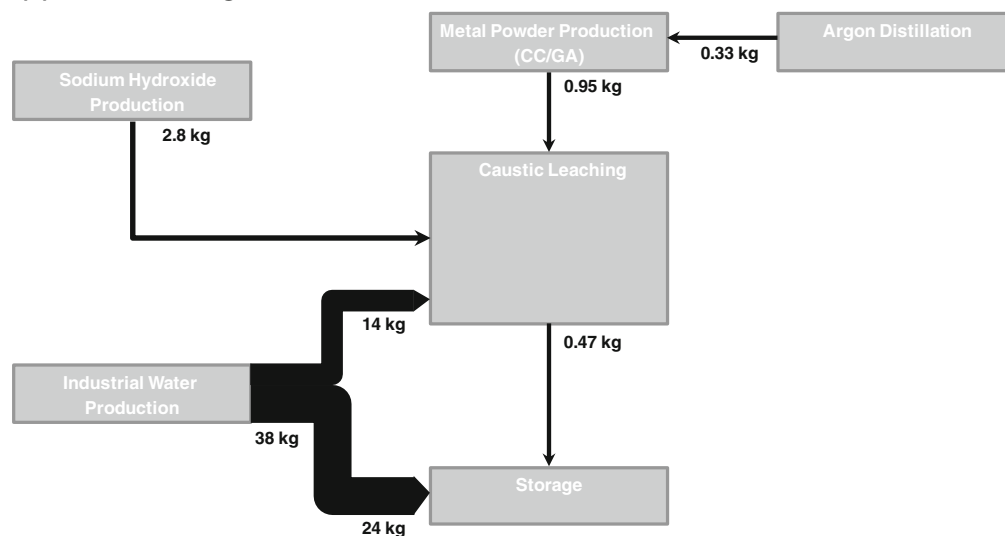 Metal Powder Production
(CC/GA)
Argon Distillation
0.33 kg
Sodium Hydroxide
Production
0.95 kg
2.8 kg
Caustic Leaching
14 kg
0.47 kg
Industrial Water
Production
38 kg
Storage
24 kg